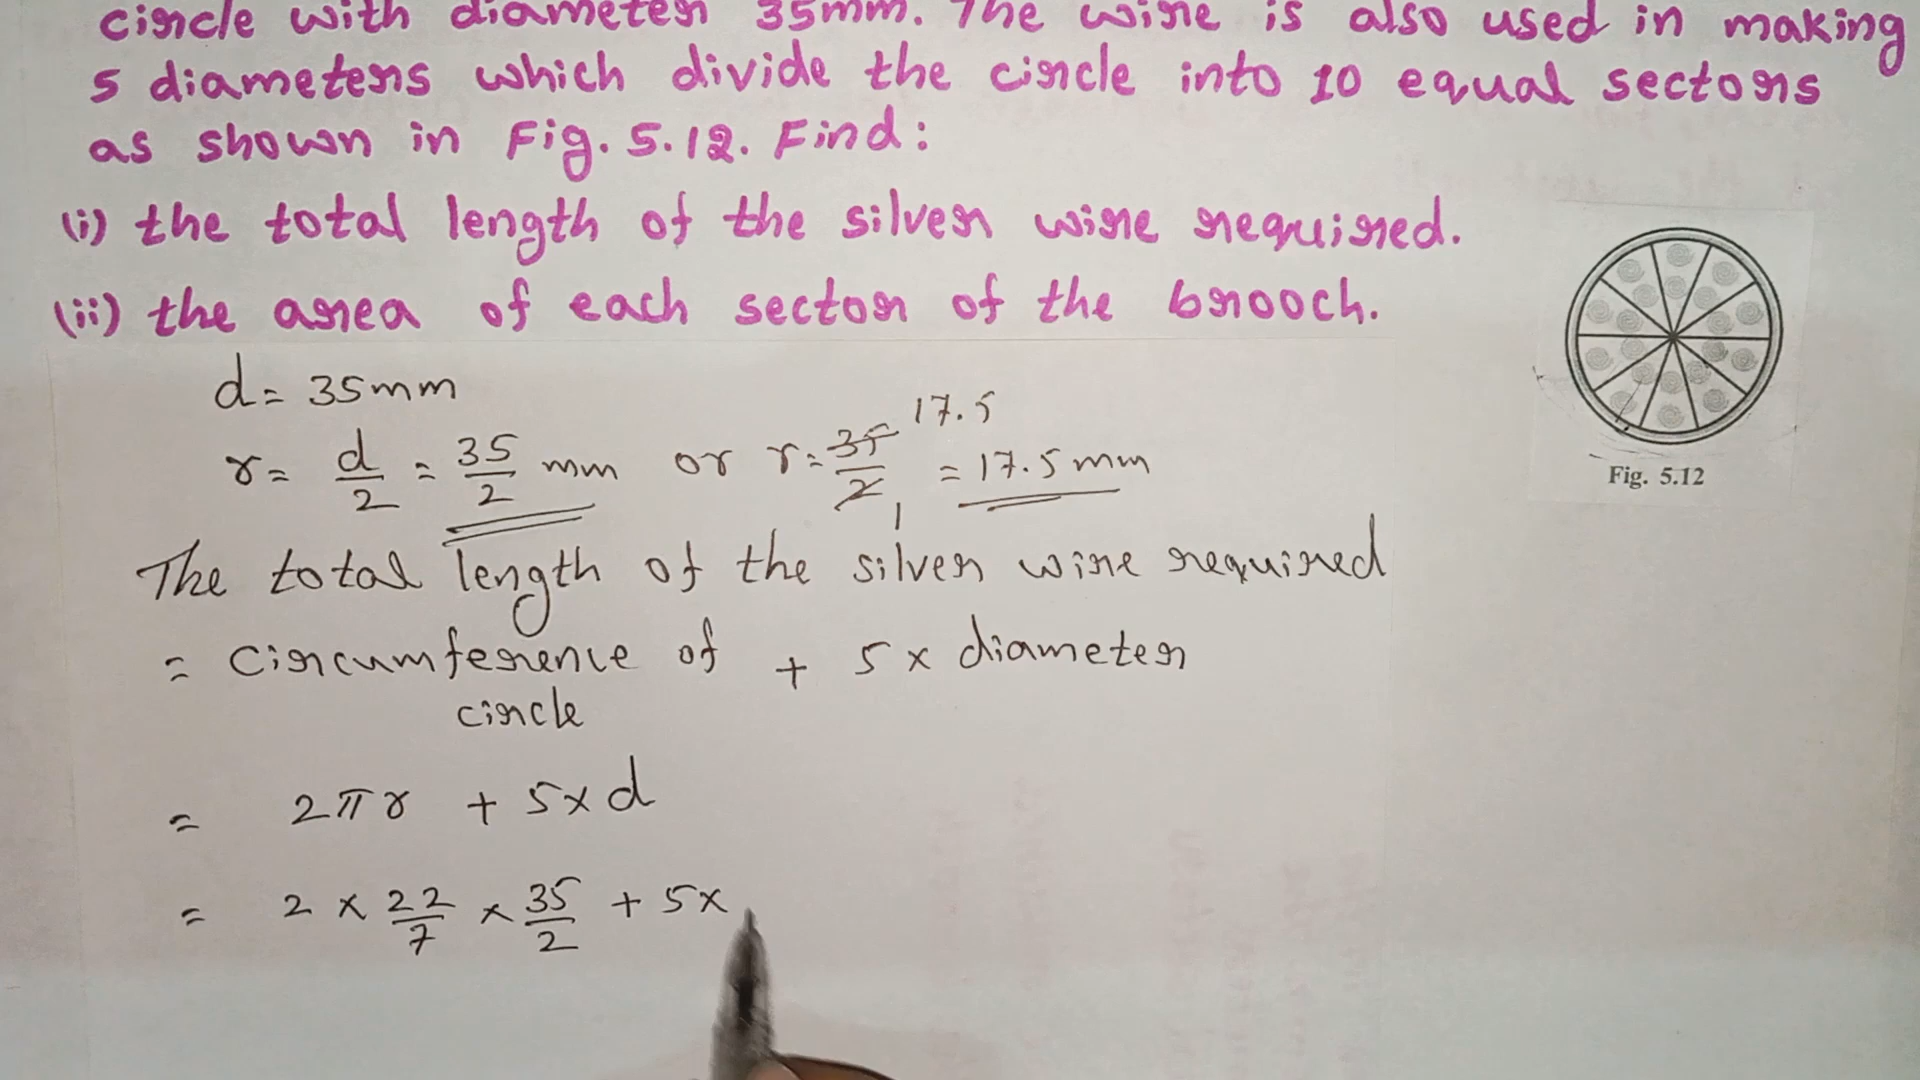 circle with diameter 35mm. The wire is also used in making
5 diameters which divide the circle into 10 equal sectors
as shown in Fig. 5.12. Find:
(i) the total length of the silver wire required.
(ii) the area of each sector of the brooch.
d = 35mm
r = d/2 = 35/2 mm or r = 35/2 17.5 1 = 17.5 mm
Fig. 5.12
The total length of the silver wire required
= circumference of circle + 5 x diameter
= 2πr + 5xd
= 2 x 22/7 x 35/2 + 5x